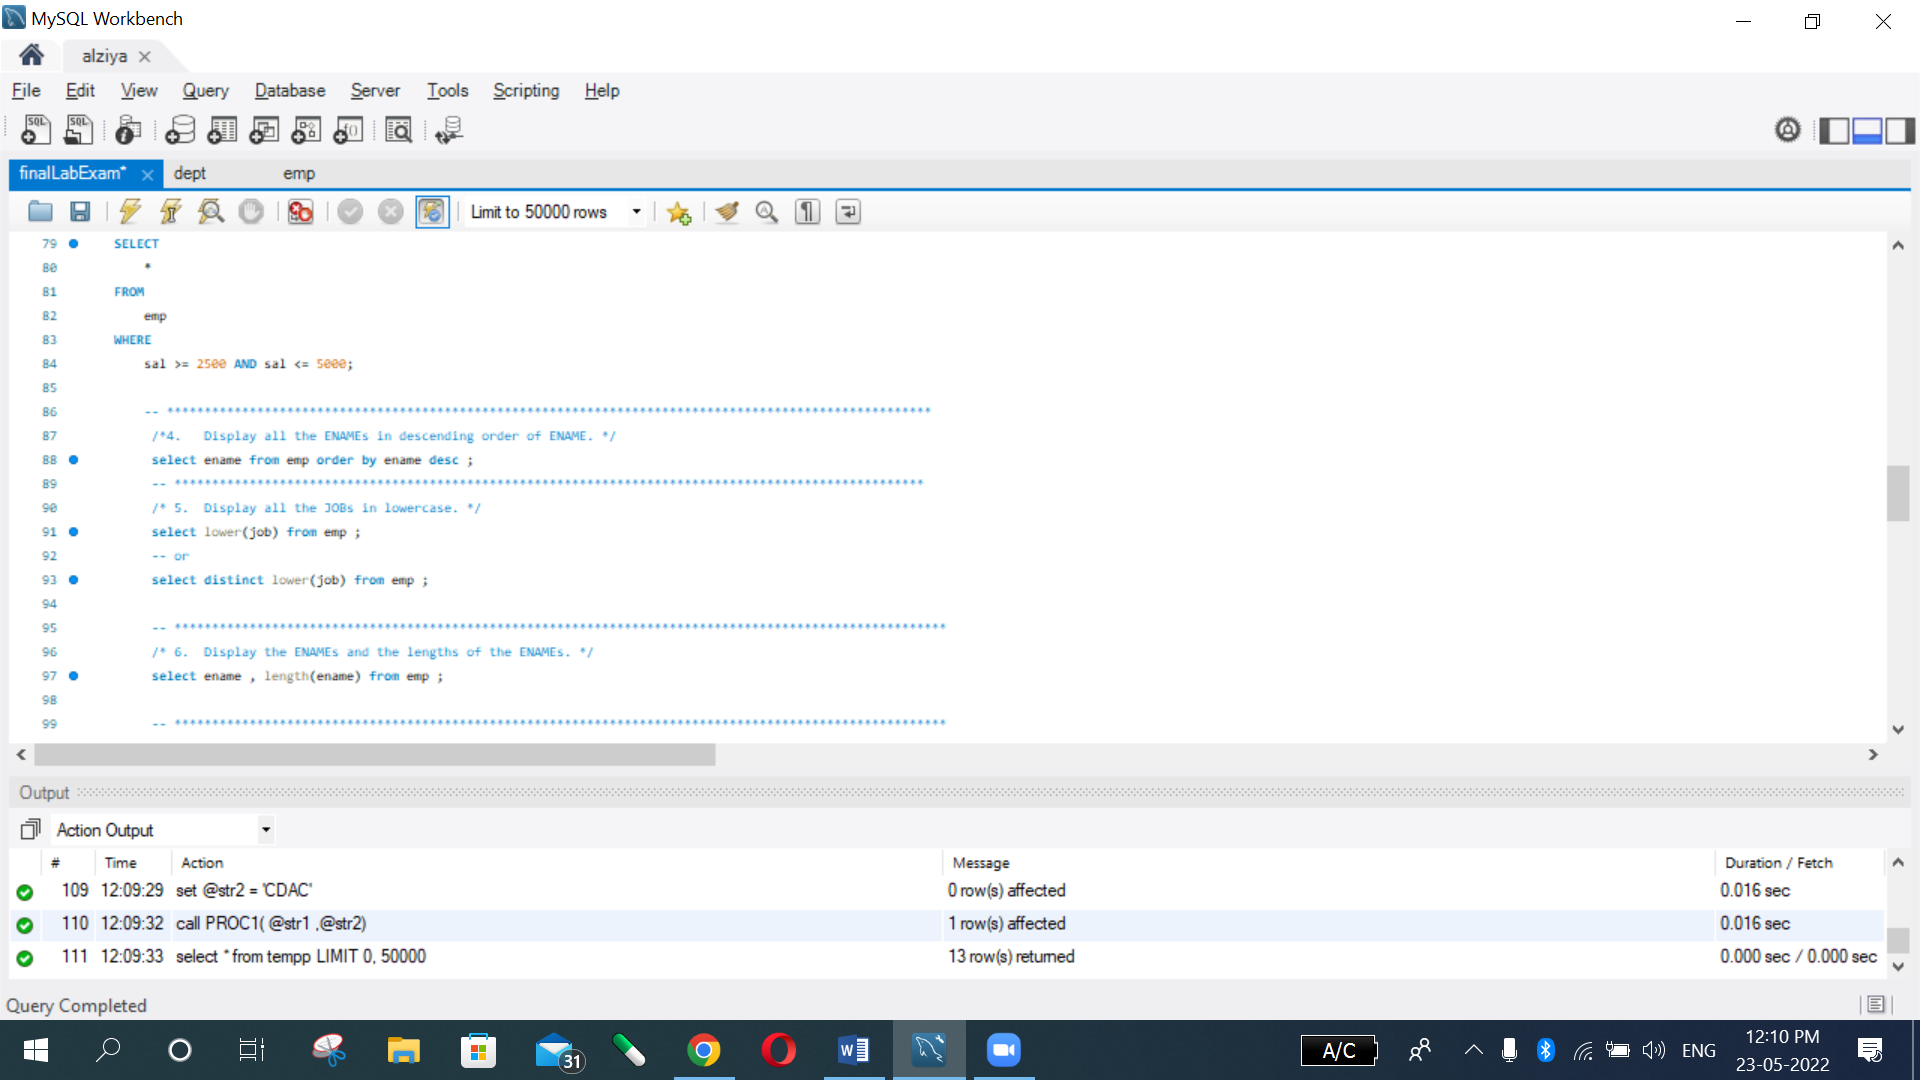 MySQL Workbench
alziya
File Edit View Query Database Server Tools Scripting Help
finalLabExam* dept emp
Limit to 50000 rows
79 SELECT
80 *
81 FROM
82 emp
83 WHERE
84 sal >= 2500 AND sal <= 5000;
85
86 -- ******************************************************************************************************
87 /*4. Display all the ENAMEs in descending order of ENAME. */
88 select ename from emp order by ename desc ;
89 -- ****************************************************************************************************
90 /* 5. Display all the JOBs in lowercase. */
91 select lower(job) from emp ;
92 -- or
93 select distinct lower(job) from emp ;
94
95 -- *******************************************************************************************************
96 /* 6. Display the ENAMEs and the lengths of the ENAMEs. */
97 select ename , length(ename) from emp ;
98
99 -- *******************************************************************************************************
Output
Action Output
# Time Action Message Duration / Fetch
109 12:09:29 set @str2 = 'CDAC' 0 row(s) affected 0.016 sec
110 12:09:32 call PROC1( @str1 ,@str2) 1 row(s) affected 0.016 sec
111 12:09:33 select * from tempp LIMIT 0, 50000 13 row(s) returned 0.000 sec / 0.000 sec
Query Completed
31
A/C
ENG
12:10 PM
23-05-2022